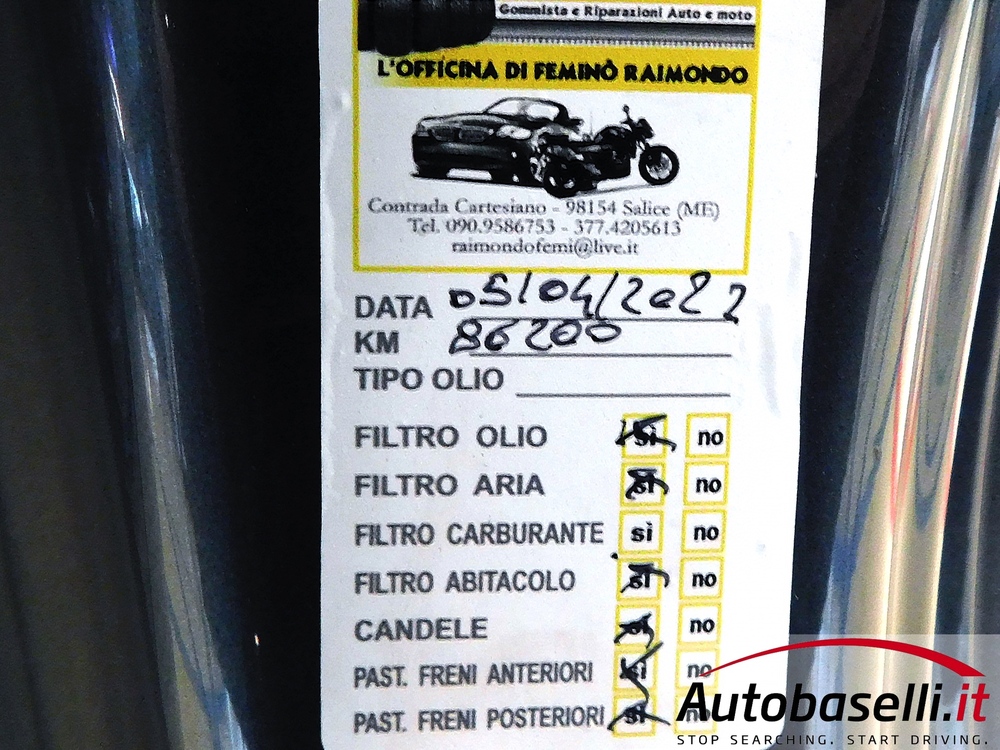 Gommista e Riparazioni Auto e moto
L'OFFICINA DI FEMINÒ RAIMONDO
Contrada Cartesiano - 98154 Salice (ME)
Tel. 090.9586753 - 377.4205613
raimondofemi@live.it
DATA 05/04/2022
KM 86200
TIPO OLIO
FILTRO OLIO sì no
FILTRO ARIA sì no
FILTRO CARBURANTE sì no
FILTRO ABITACOLO sì no
CANDELE sì no
PAST. FRENI ANTERIORI sì no
PAST. FRENI POSTERIORI sì no
Autobaselli.it
STOP SEARCHING. START DRIVING.